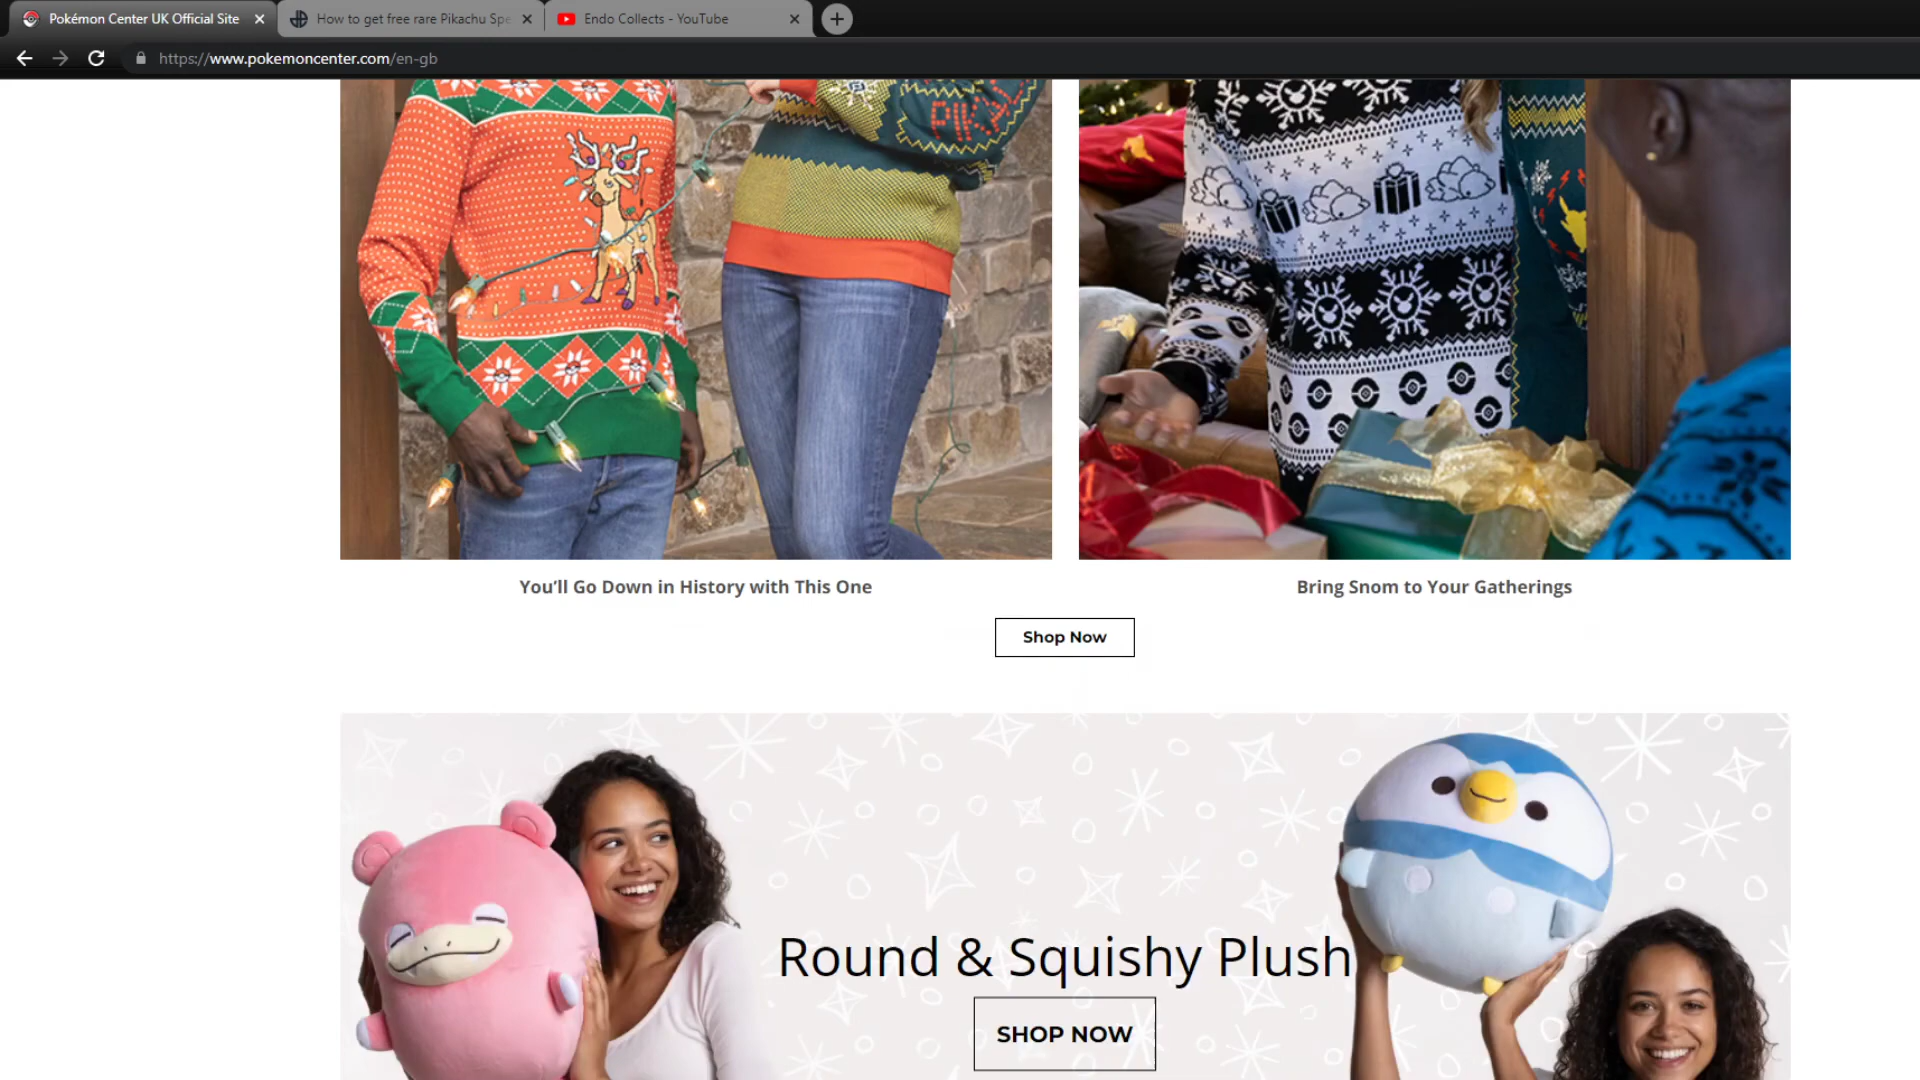 Pokémon Center UK Official Site
How to get free rare Pikachu Spe
Endo Collects - YouTube
https://www.pokemoncenter.com/en-gb
PIKA
You'll Go Down in History with This One
Bring Snom to Your Gatherings
Shop Now
Round & Squishy Plush
SHOP NOW